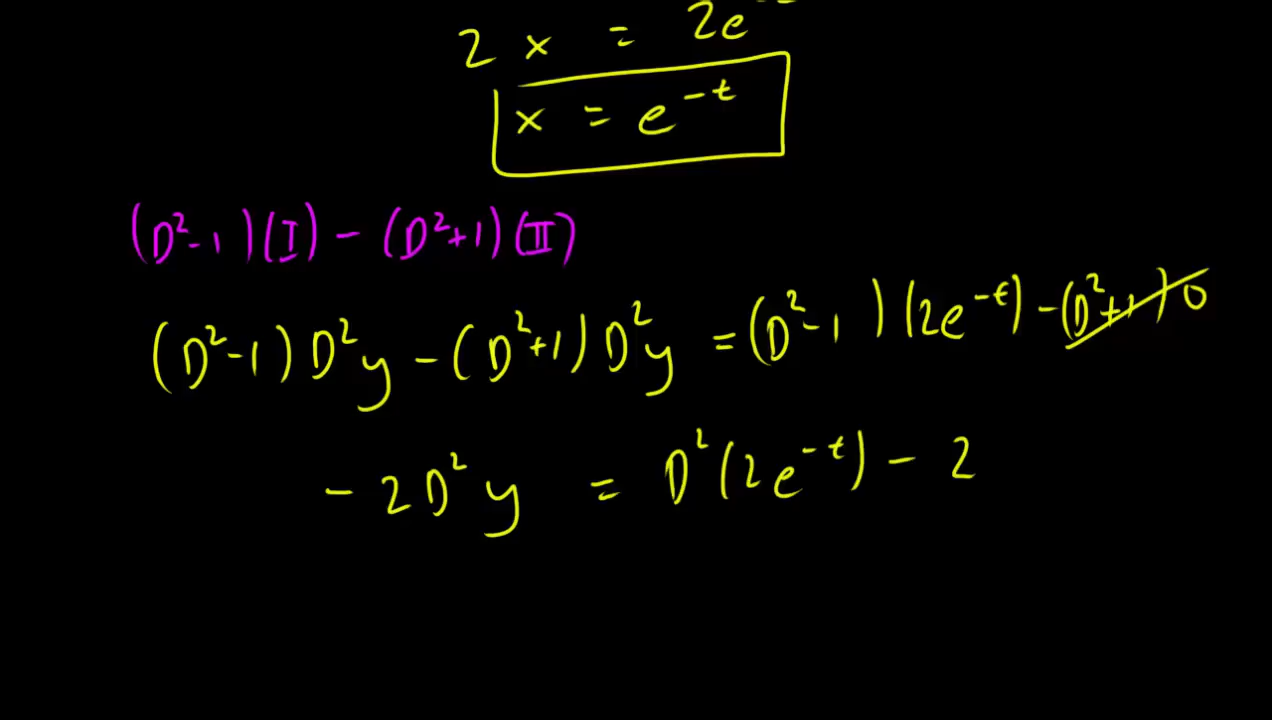 2 x = 2e⁻
x = e⁻ᵗ
(D²-1)(I) - (D²+1)(II)
(D²-1)D²y - (D²+1)D²y = (D²-1)(2e⁻ᵗ) - (D²+1)0
-2D²y = D²(2e⁻ᵗ) - 2